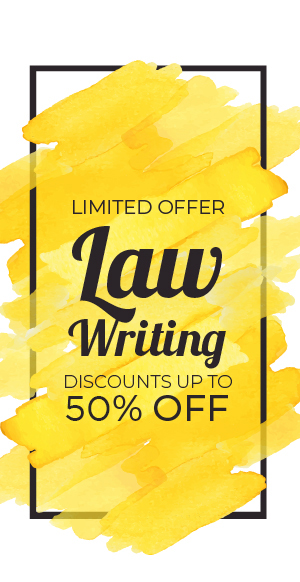 LIMITED OFFER
Law
Writing
DISCOUNTS UP TO
50% OFF